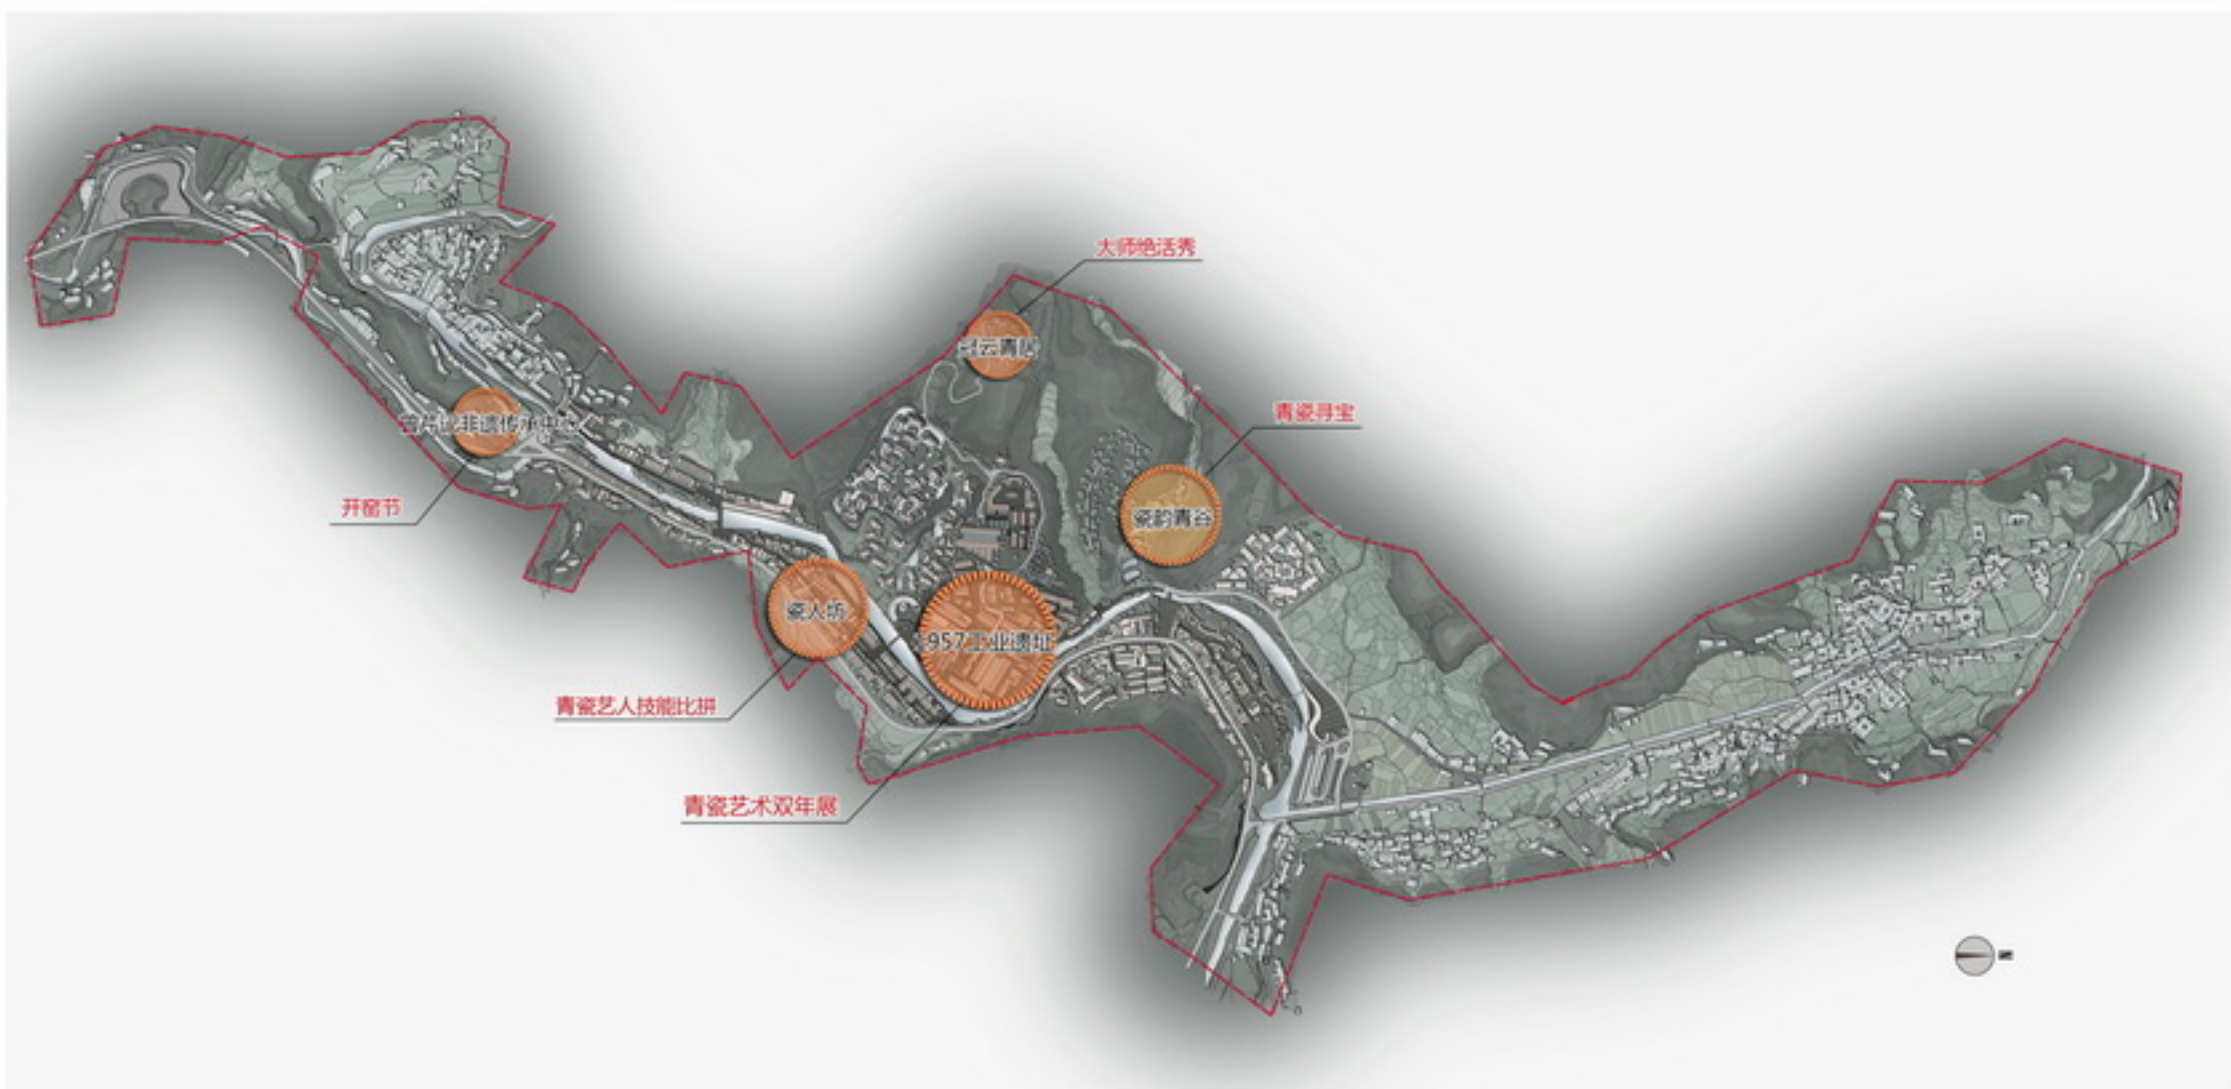 大师绝活秀
冠云青居
青瓷寻宝
非遗传承中心
开窑节
瓷韵青谷
瓷人坊
957工业遗址
青瓷艺人技能比拼
青瓷艺术双年展
N